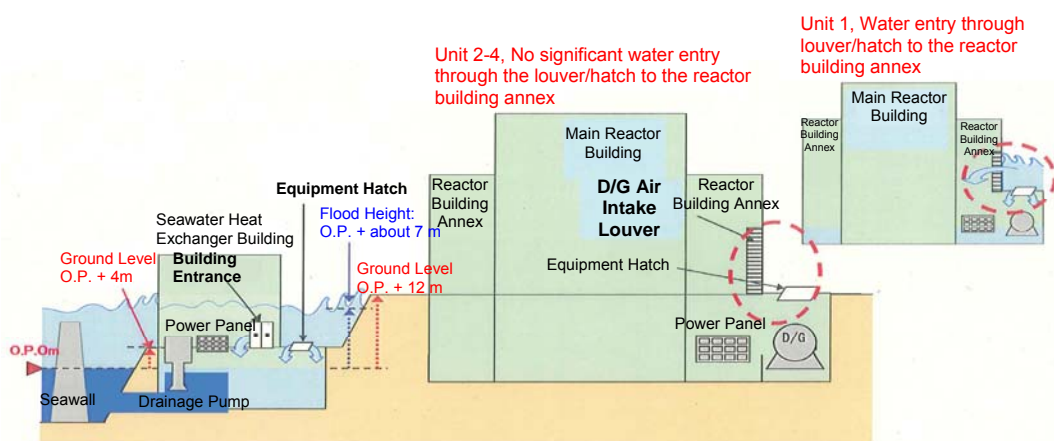 Unit 2-4, No significant water entry
through the louver/hatch to the reactor
building annex
Unit 1, Water entry through
louver/hatch to the reactor
building annex
Main Reactor
Building
Reactor
Building
Annex
Reactor
Building
Annex
Main Reactor
Building
D/G Air
Intake
Louver
Reactor
Building
Annex
Reactor
Building Annex
Equipment Hatch
Seawater Heat
Exchanger Building
Building
Entrance
Flood Height:
O.P. + about 7 m
Ground Level
O.P. + 4m
Ground Level
O.P. + 12 m
Equipment Hatch
Power Panel
Power Panel
D/G
O.P.0m
Seawall
Drainage Pump